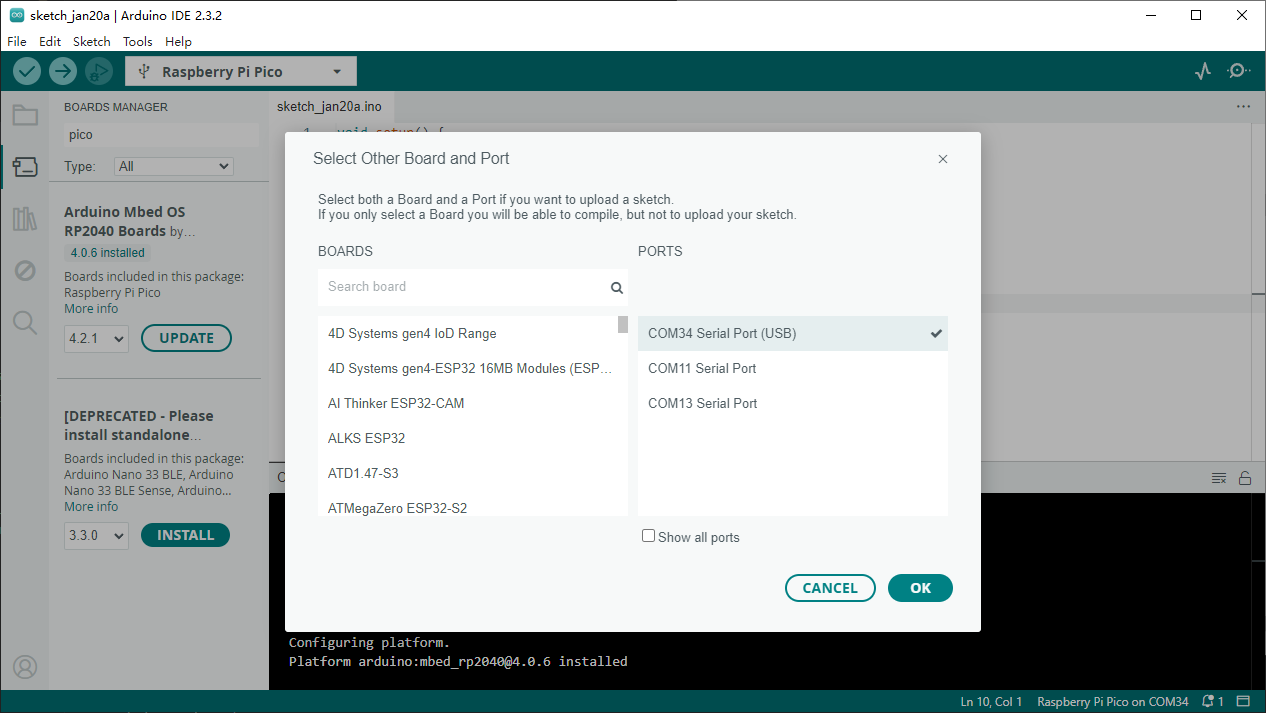 sketch_jan20a | Arduino IDE 2.3.2
File Edit Sketch Tools Help
Raspberry Pi Pico
BOARDS MANAGER
pico
Type: All
Arduino Mbed OS
RP2040 Boards by...
4.0.6 installed
Boards included in this package:
Raspberry Pi Pico
More info
4.2.1 UPDATE
[DEPRECATED - Please
install standalone...
Boards included in this package:
Arduino Nano 33 BLE, Arduino
Nano 33 BLE Sense, Arduino...
More info
3.3.0 INSTALL
sketch_jan20a.ino
1 void setup() {
Select Other Board and Port
Select both a Board and a Port if you want to upload a sketch.
If you only select a Board you will be able to compile, but not to upload your sketch.
BOARDS
Search board
4D Systems gen4 IoD Range
4D Systems gen4-ESP32 16MB Modules (ESP...
AI Thinker ESP32-CAM
ALKS ESP32
ATD1.47-S3
ATMegaZero ESP32-S2
PORTS
COM34 Serial Port (USB)
COM11 Serial Port
COM13 Serial Port
Show all ports
CANCEL OK
Configuring platform.
Platform arduino:mbed_rp2040@4.0.6 installed
Ln 10, Col 1 Raspberry Pi Pico on COM34 1